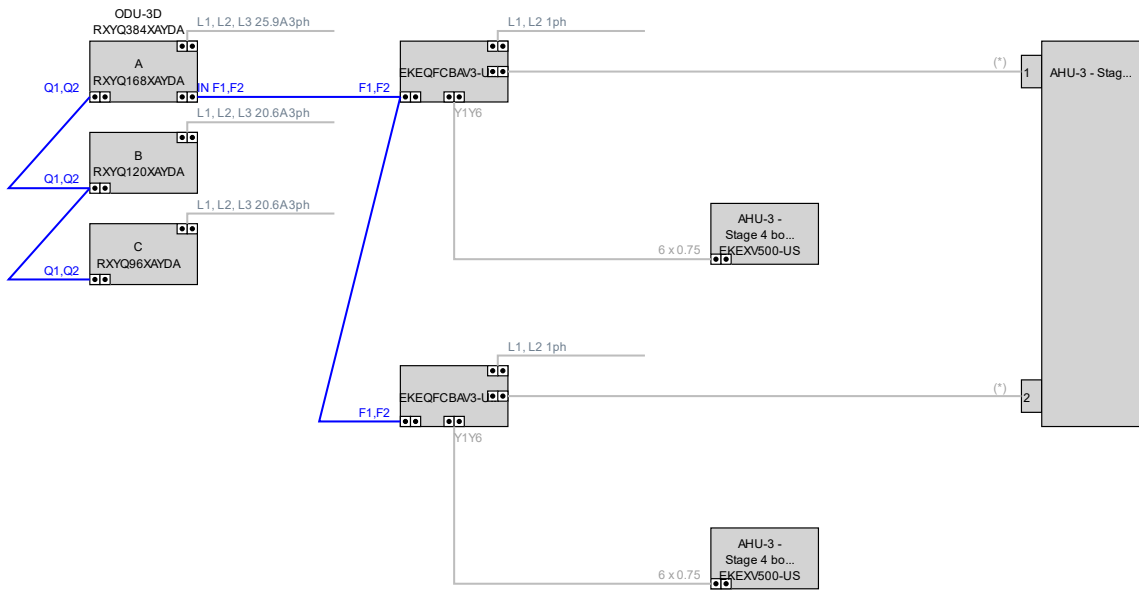 ODU-3D
RXYQ384XAYDA
L1, L2, L3 25.9A3ph
A
RXYQ168XAYDA
Q1,Q2
IN F1,F2
F1,F2
L1, L2 1ph
EKEQFCBAV3-U
Y1Y6
(*)
1
AHU-3 - Stag...
L1, L2, L3 20.6A3ph
B
RXYQ120XAYDA
Q1,Q2
L1, L2, L3 20.6A3ph
C
RXYQ96XAYDA
Q1,Q2
AHU-3 -
Stage 4 bo...
EKEXV500-US
6 x 0.75
L1, L2 1ph
EKEQFCBAV3-U
F1,F2
Y1Y6
(*)
2
AHU-3 -
Stage 4 bo...
EKEXV500-US
6 x 0.75